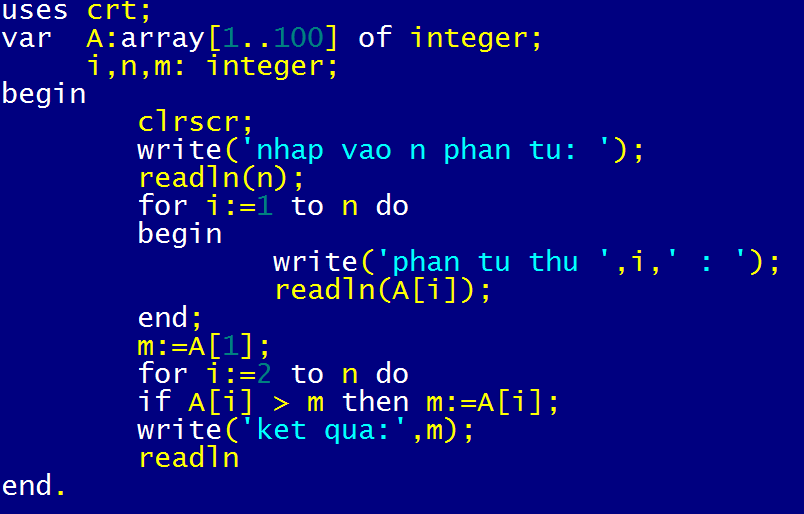 uses crt;
var  A:array[1..100] of integer;
     i,n,m: integer;
begin
        clrscr;
        write('nhap vao n phan tu: ');
        readln(n);
        for i:=1 to n do
        begin
                write('phan tu thu ',i,' : ');
                readln(A[i]);
        end;
        m:=A[1];
        for i:=2 to n do
        if A[i] > m then m:=A[i];
        write('ket qua:',m);
        readln
end.